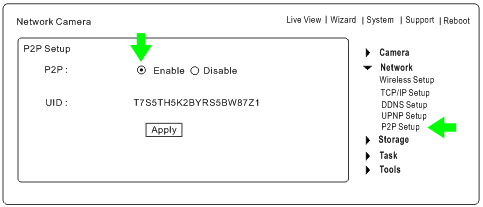 Network Camera
Live View | Wizard | System | Support | Reboot
P2P Setup
P2P :
Enable
Disable
UID :
T7S5TH5K2BYRS5BW87Z1
Apply
Camera
Network
Wireless Setup
TCP/IP Setup
DDNS Setup
UPNP Setup
P2P Setup
Storage
Task
Tools